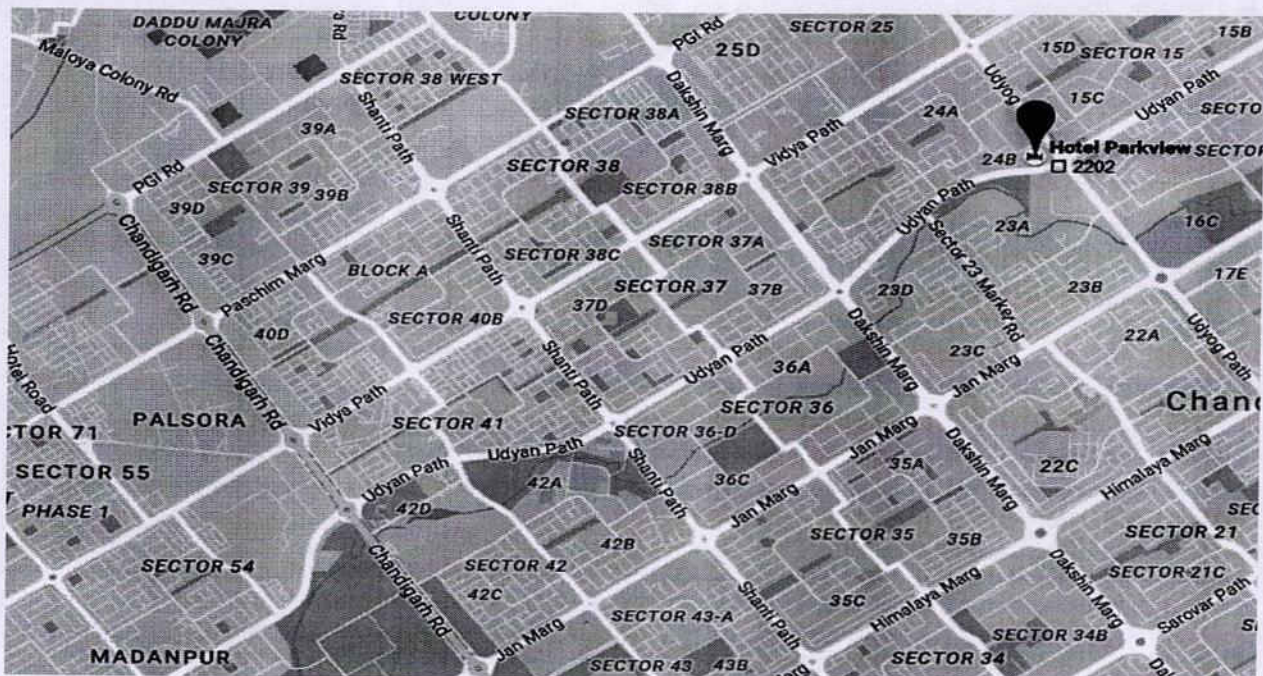 DADDU MAJRA
COLONY
COLONY
Maloya Colony Rd
PGI Rd
25D
SECTOR 25
15D
SECTOR 15
15B
SECTOR 38 WEST
Shanti Path
Dakshin Marg
Udyog
15C
Udyan Path
39A
SECTOR 38A
Vidya Path
24A
24B
Hotel Parkview
2202
PGI Rd
SECTOR 39
39B
39D
SECTOR 38
SECTOR 38B
Udyan Path
23A
16C
Chandigarh Rd
39C
Paschim Marg
BLOCK A
Shanti Path
SECTOR 38C
SECTOR 37A
SECTOR 37
37B
37D
Sector 23 Marker Rd
23D
23B
17E
40D
SECTOR 40B
Chandigarh Rd
Shanti Path
Udyan Path
Dakshin Marg
23C
22A
Udyog Path
36A
Jan Marg
Hotel Road
PALSORA
Vidya Path
SECTOR 41
SECTOR 36
SECTOR 36-D
SECTOR 55
PHASE 1
Udyan Path
Udyan Path
42A
42D
Shanti Path
36C
Jan Marg
35A
Dakshin Marg
22C
Himalaya Marg
Jan Marg
SECTOR 54
Chandigarh Rd
SECTOR 42
42B
42C
SECTOR 35
35B
SECTOR 21
SECTOR 21C
35C
Dakshin Marg
Sarovar Path
MADANPUR
Jan Marg
SECTOR 43-A
Shanti Path
Himalaya Marg
SECTOR 34B
SECTOR 43
43B
SECTOR 34